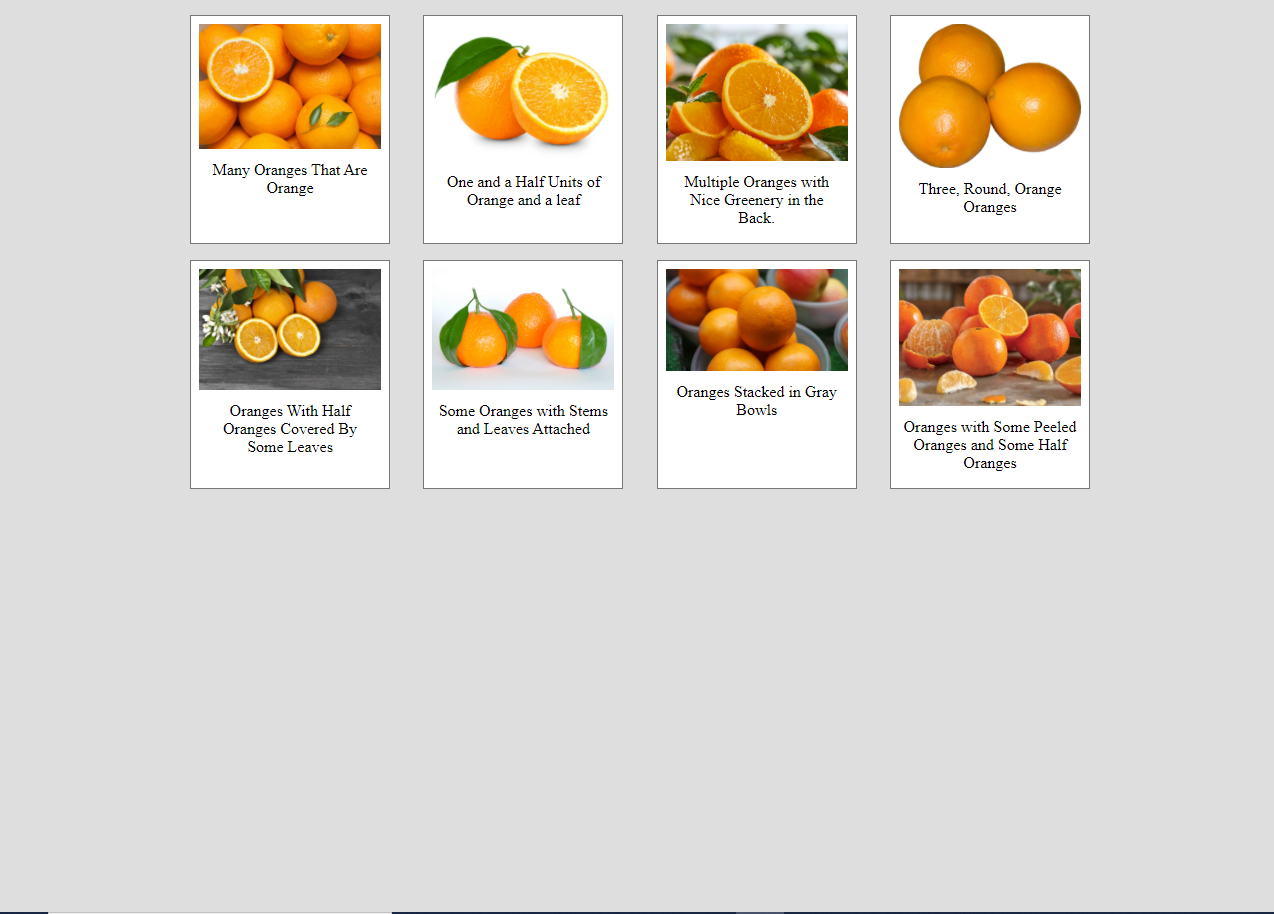 Many Oranges That Are
Orange
One and a Half Units of
Orange and a leaf
Multiple Oranges with
Nice Greenery in the
Back.
Three, Round, Orange
Oranges
Oranges With Half
Oranges Covered By
Some Leaves
Some Oranges with Stems
and Leaves Attached
Oranges Stacked in Gray
Bowls
Oranges with Some Peeled
Oranges and Some Half
Oranges